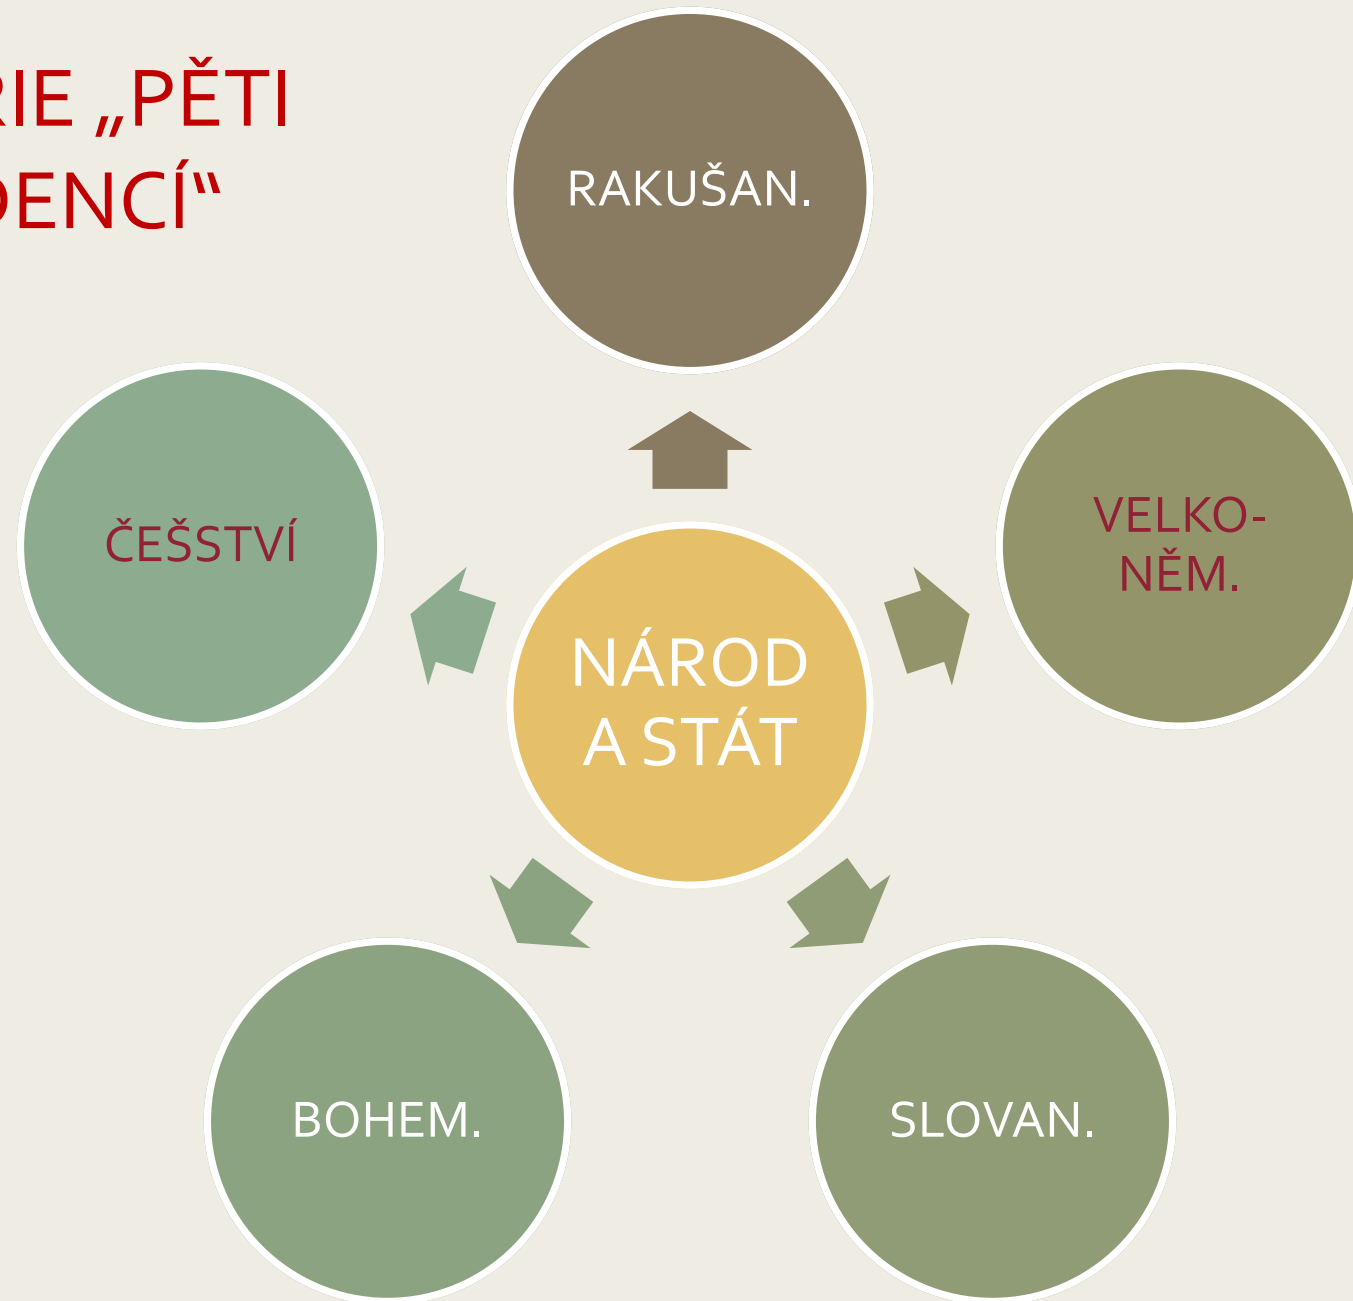 RIE „PĚTI
DENCÍ“
RAKUŠAN.
ČEŠSTVÍ
VELKO-
NĚM.
NÁROD
A STÁT
BOHEM.
SLOVAN.